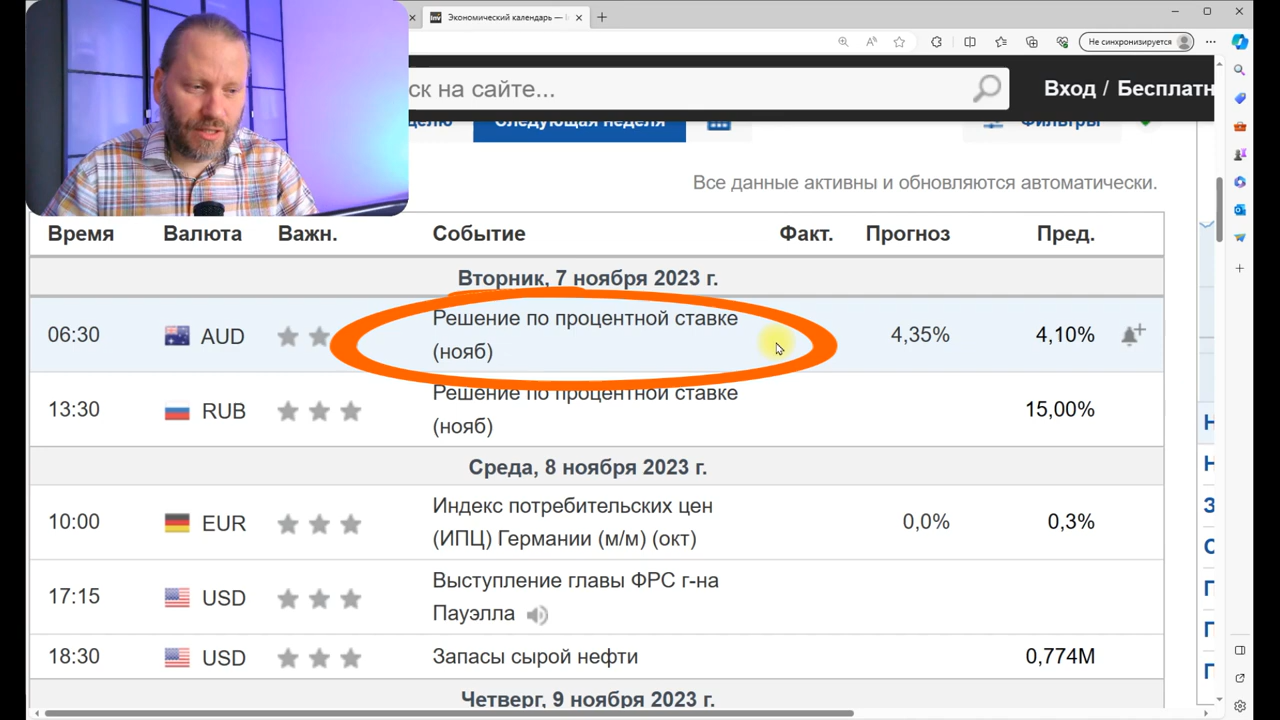 Экономический календарь —
Не синхронизируется
ск на сайте...
Вход / Бесплатн
Следующая неделя
Фильтры
Все данные активны и обновляются автоматически.
Время Валюта Важн. Событие Факт. Прогноз Пред.
Вторник, 7 ноября 2023 г.
06:30 AUD Решение по процентной ставке (нояб) 4,35% 4,10%
13:30 RUB Решение по процентной ставке (нояб) 15,00%
Среда, 8 ноября 2023 г.
10:00 EUR Индекс потребительских цен (ИПЦ) Германии (м/м) (окт) 0,0% 0,3%
17:15 USD Выступление главы ФРС г-на Пауэлла
18:30 USD Запасы сырой нефти 0,774M
Четверг, 9 ноября 2023 г.